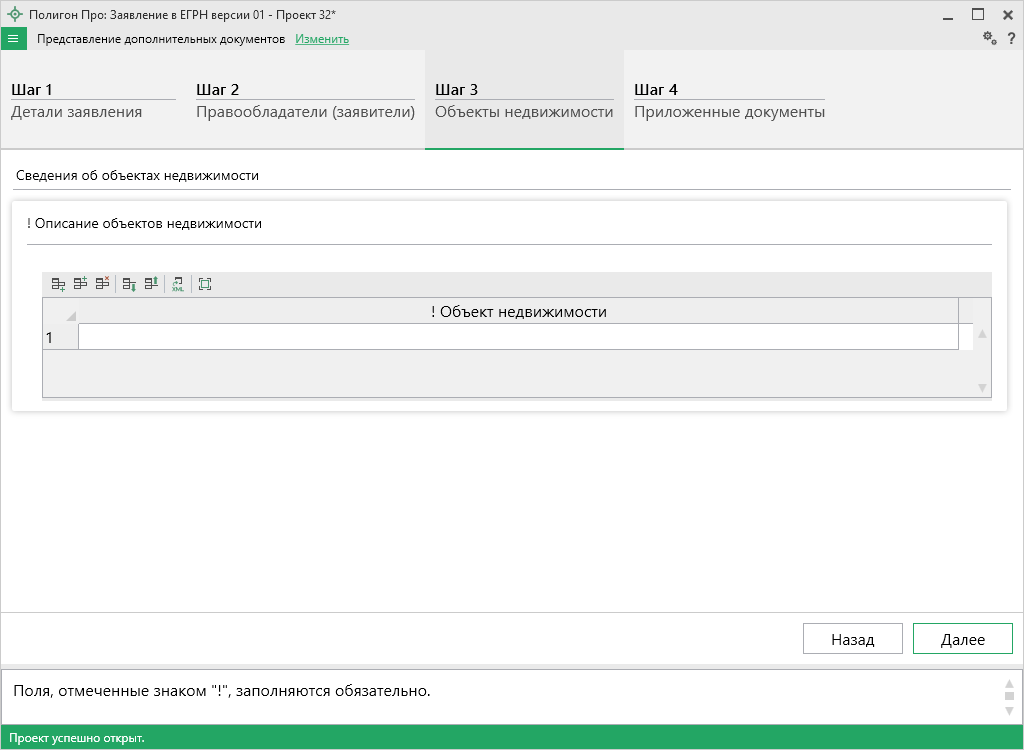 Полигон Про: Заявление в ЕГРН версии 01 - Проект 32*
Представление дополнительных документов Изменить
?
Шаг 1
Детали заявления
Шаг 2
Правообладатели (заявители)
Шаг 3
Объекты недвижимости
Шаг 4
Приложенные документы
Сведения об объектах недвижимости
! Описание объектов недвижимости
XML
! Объект недвижимости
1
Назад
Далее
Поля, отмеченные знаком "!", заполняются обязательно.
Проект успешно открыт.